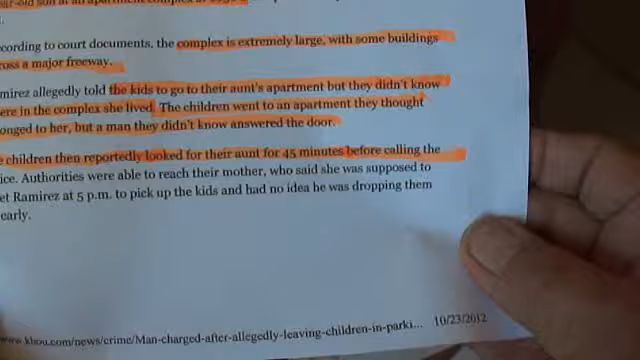 cording to court documents, the complex is extremely large, with some buildings
ross a major freeway.
mirez allegedly told the kids to go to their aunt's apartment but they didn't know
ere in the complex she lived. The children went to an apartment they thought
onged to her, but a man they didn't know answered the door.
e children then reportedly looked for their aunt for 45 minutes before calling the
ice. Authorities were able to reach their mother, who said she was supposed to
et Ramirez at 5 p.m. to pick up the kids and had no idea he was dropping them
early.
www.khou.com/news/crime/Man-charged-after-allegedly-leaving-children-in-parki... 10/23/2012